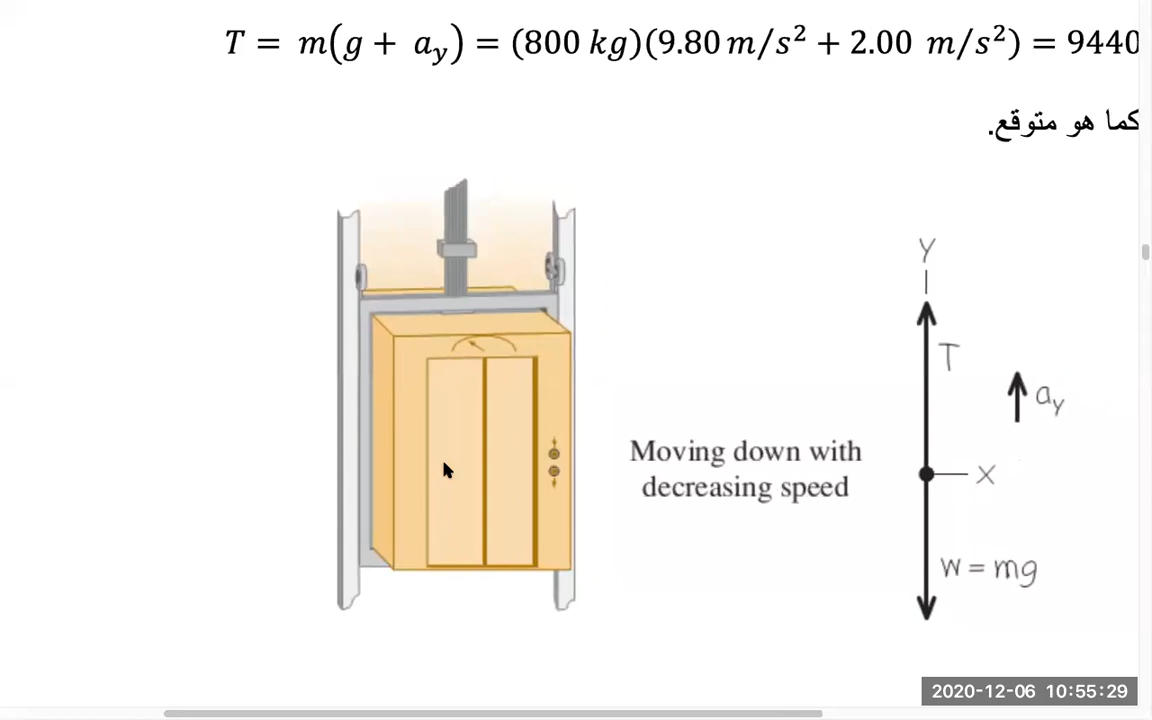 T = m(g + a_y) = (800 kg)(9.80 m/s² + 2.00 m/s²) = 9440
كما هو متوقع.
Y
T
a_y
Moving down with
decreasing speed
X
W = mg
2020-12-06 10:55:29